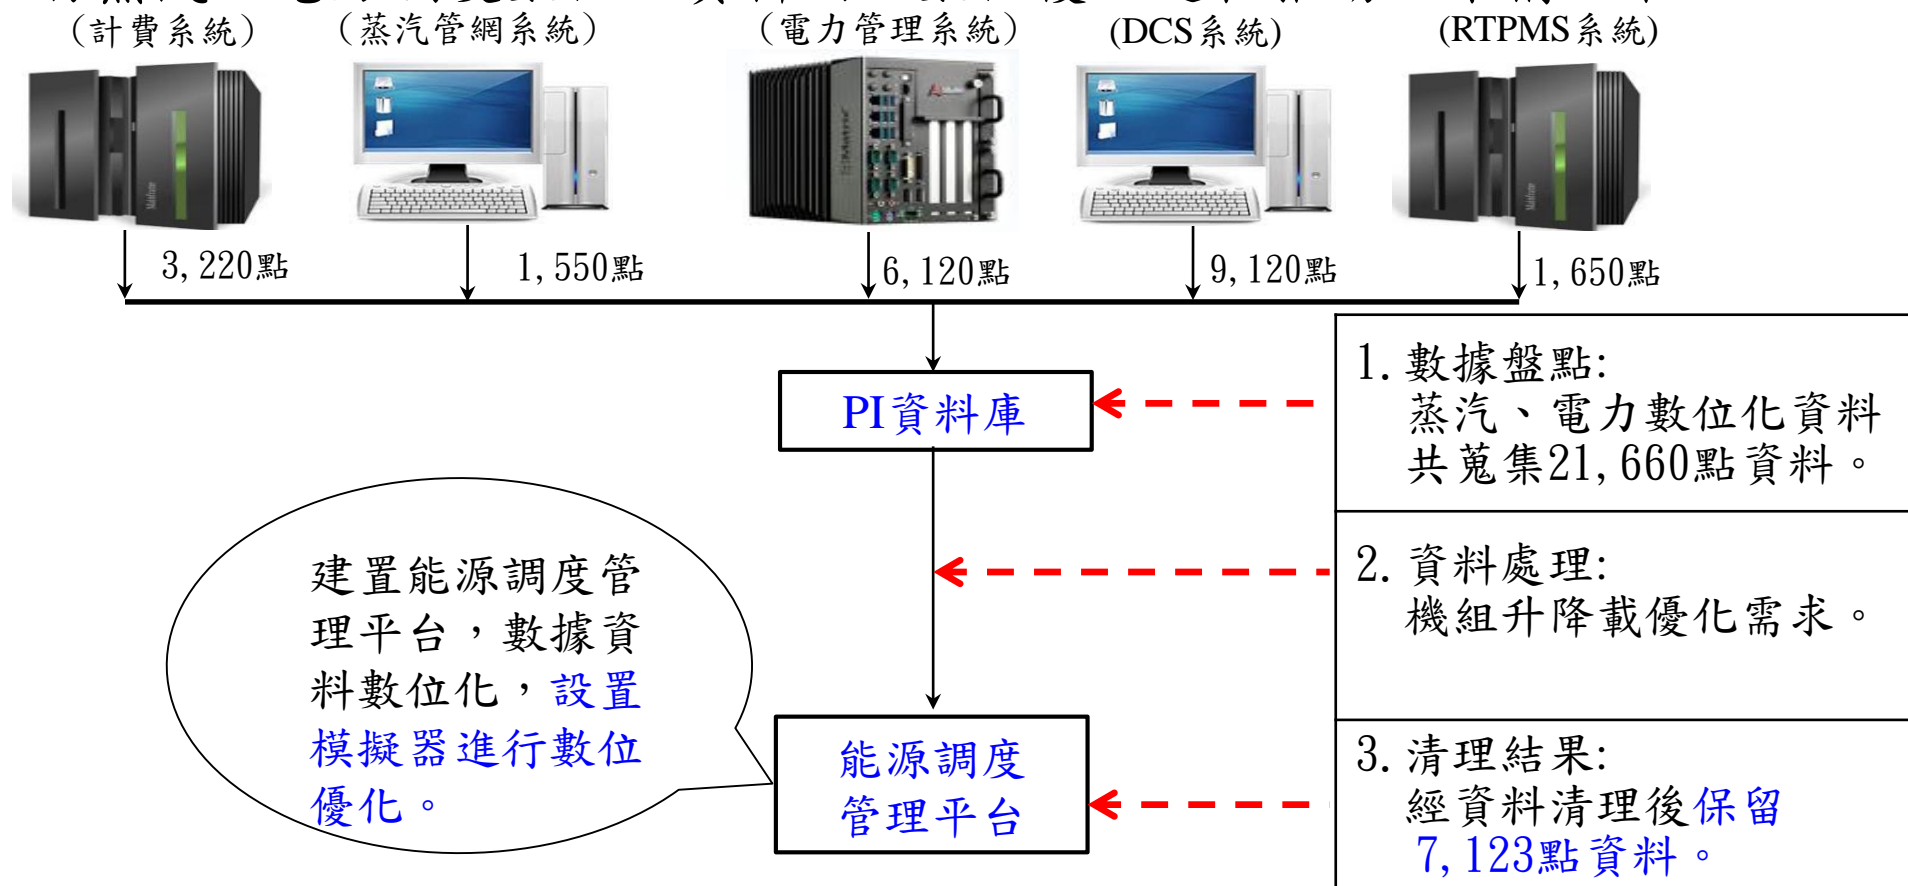 (計費系統)
(蒸汽管網系統)
(電力管理系統)
(DCS系統)
(RTPMS系統)
3,220點
1,550點
6,120點
9,120點
1,650點
PI資料庫
1. 數據盤點:
蒸汽、電力數位化資料
共蒐集21,660點資料。
2. 資料處理:
機組升降載優化需求。
建置能源調度管
理平台,數據資
料數位化,設置
模擬器進行數位
優化。
能源調度
管理平台
3. 清理結果:
經資料清理後保留
7,123點資料。